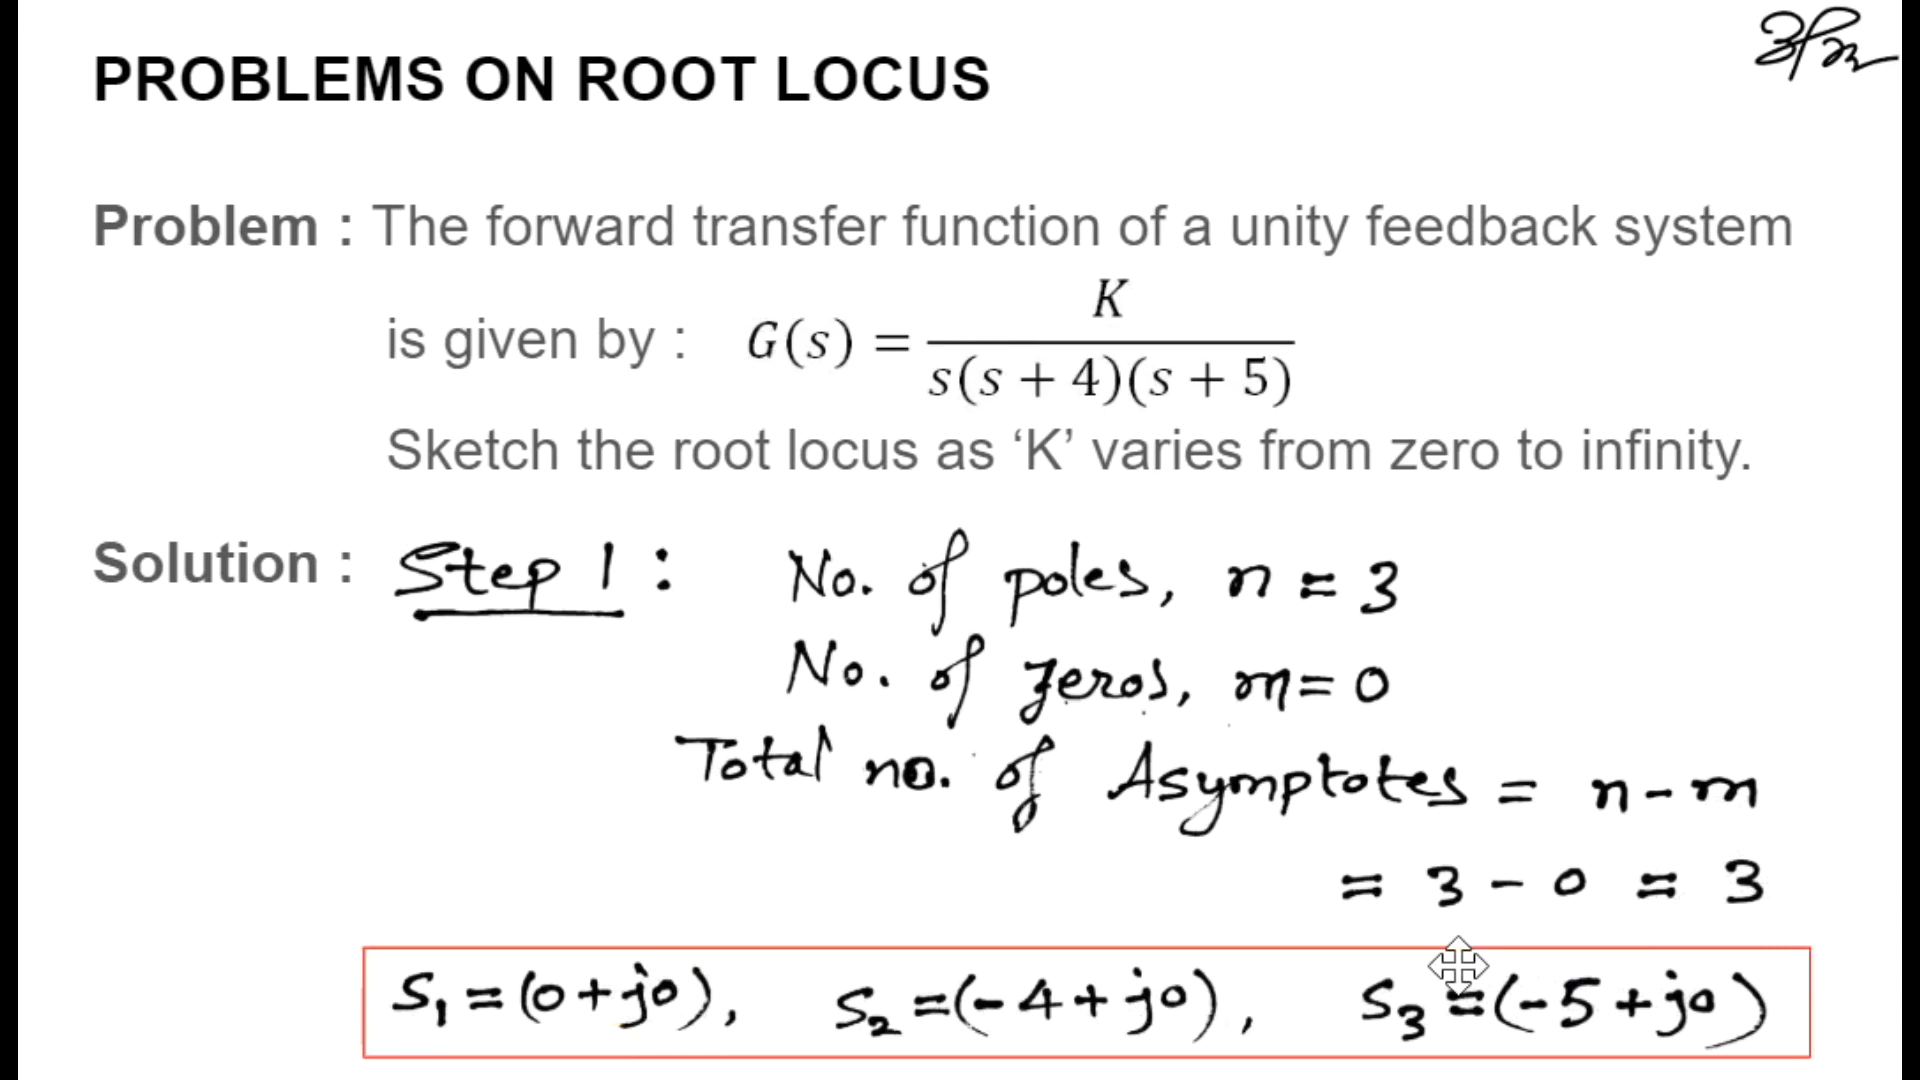 PROBLEMS ON ROOT LOCUS
Problem : The forward transfer function of a unity feedback system
is given by : G(s) = K / s(s + 4)(s + 5)
Sketch the root locus as ‘K’ varies from zero to infinity.
Solution : Step 1 : No. of poles, n = 3
No. of zeros, m = 0
Total no. of Asymptotes = n - m
= 3 - 0 = 3
S₁ = (0 + j0), S₂ = (-4 + j0), S₃ = (-5 + j0)